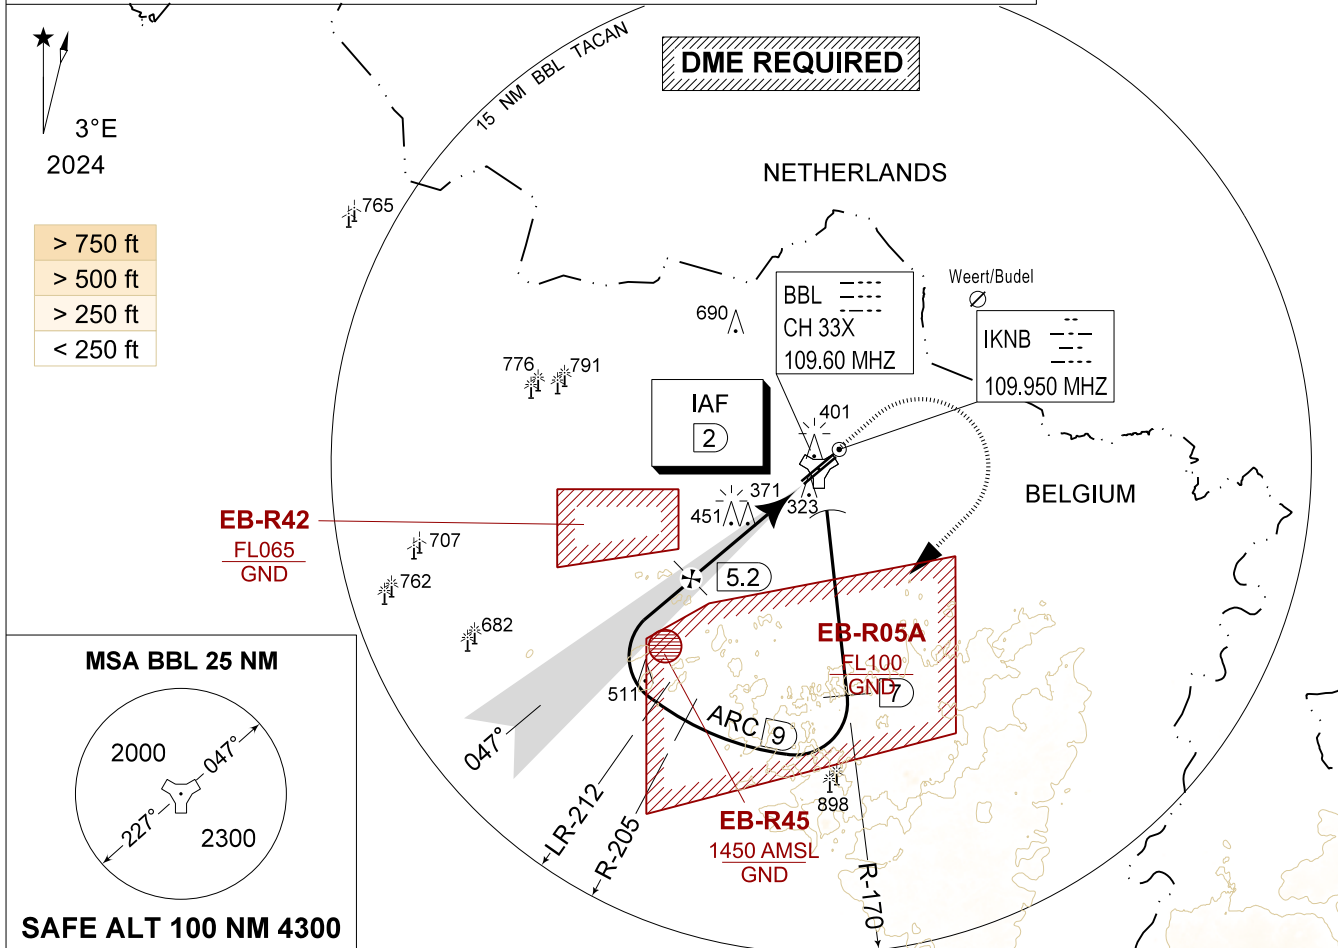 15 NM BBL TACAN
DME REQUIRED
3°E
2024
NETHERLANDS
765
> 750 ft
> 500 ft
> 250 ft
< 250 ft
Weert/Budel
BBL
CH 33X
109.60 MHZ
IKNB
109.950 MHZ
690
776
791
IAF
2
401
371
451
323
BELGIUM
EB-R42
FL065
GND
707
762
682
5.2
EB-R05A
FL100
GND
7
511
ARC 9
047°
LR-212
R-205
R-170
898
EB-R45
1450 AMSL
GND
MSA BBL 25 NM
2000
047°
227°
2300
SAFE ALT 100 NM 4300